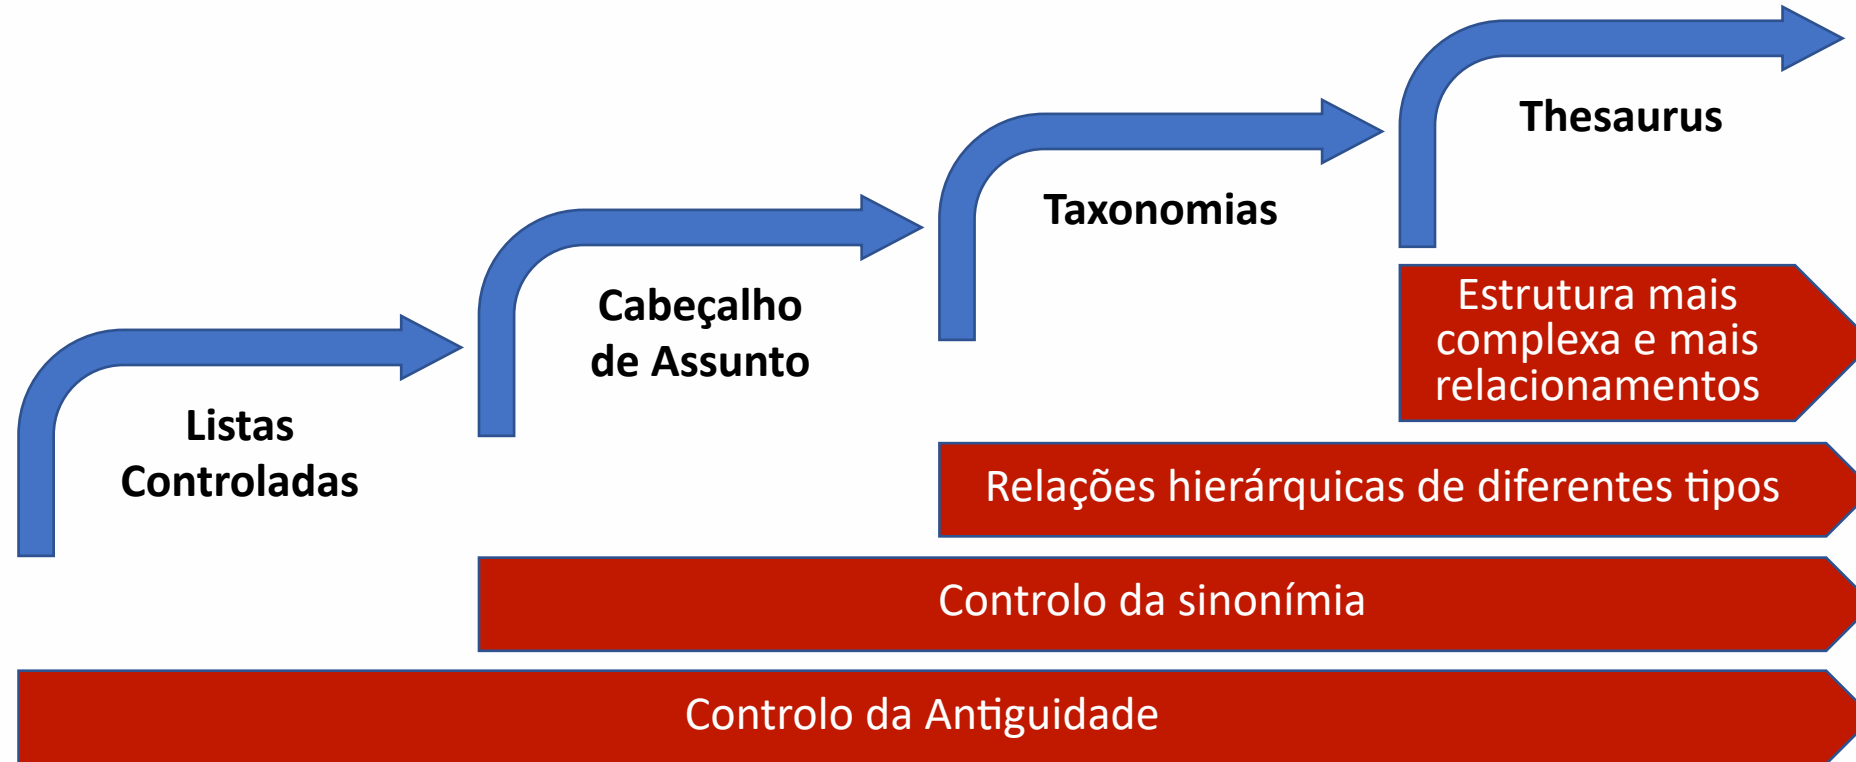 Thesaurus
Taxonomias
Cabeçalho
de Assunto
Listas
Controladas
Estrutura mais
complexa e mais
relacionamentos
Relações hierárquicas de diferentes tipos
Controlo da sinonímia
Controlo da Antiguidade